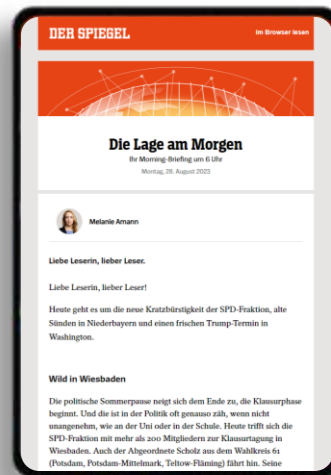 DER SPIEGEL
Im Browser lesen
Die Lage am Morgen
Ihr Morning-Briefing um 6 Uhr
Montag, 28. August 2023
Melanie Amann
Liebe Leserin, lieber Leser.
Liebe Leserin, lieber Leser!
Heute geht es um die neue Kratzbürstigkeit der SPD-Fraktion, alte
Sünden in Niederbayern und einen frischen Trump-Termin in
Washington.
Wild in Wiesbaden
Die politische Sommerpause neigt sich dem Ende zu, die Klausurphase
beginnt. Und die ist in der Politik oft genauso zäh, wenn nicht
unangenehm, wie an der Uni oder in der Schule. Heute trifft sich die
SPD-Fraktion mit mehr als 200 Mitgliedern zur Klausurtagung in
Wiesbaden. Auch der Abgeordnete Scholz aus dem Wahlkreis 61
(Potsdam, Potsdam-Mittelmark, Teltow-Fläming) fährt hin. Seine